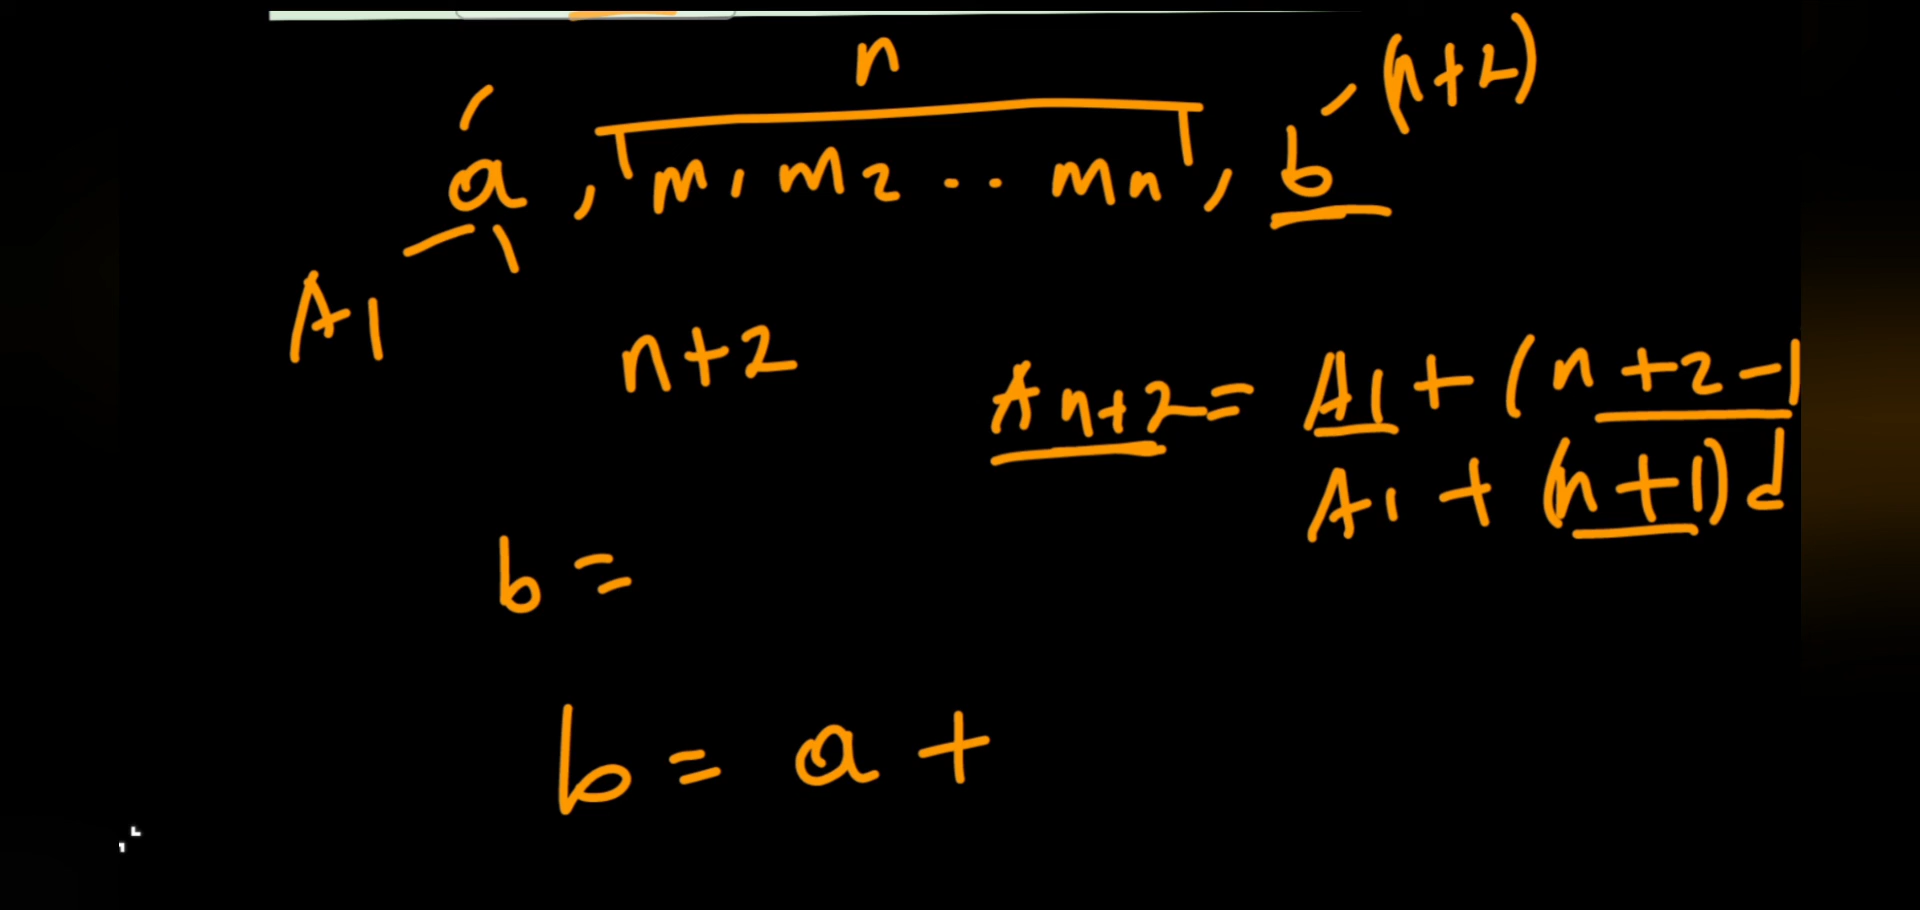 n
a , m1 m2 .. mn , b - (n+2)
A1
n+2
An+2 = A1 + (n+2-1
A1 + (n+1)d
b =
b = a +